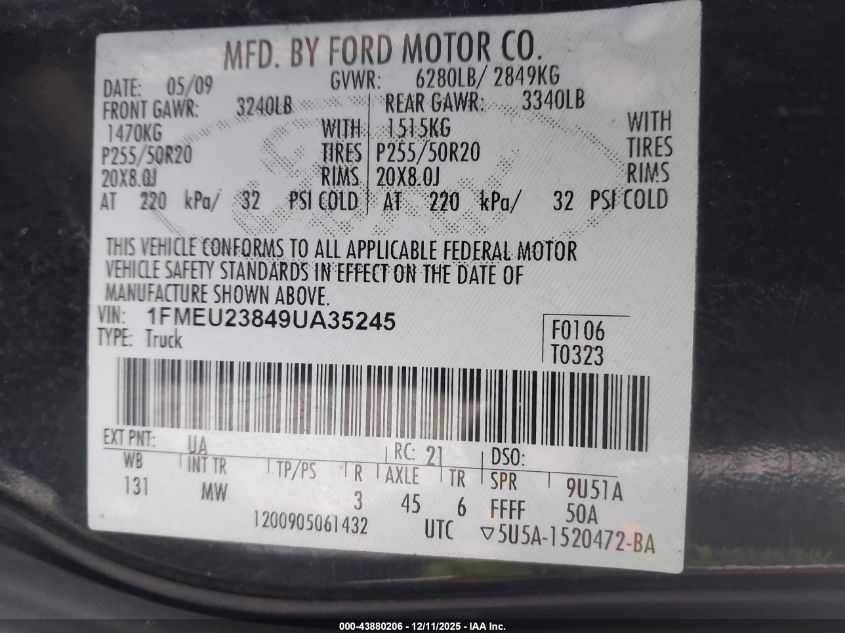 MFD. BY FORD MOTOR CO.
DATE: 05/09 GVWR: 6280LB/ 2849KG
FRONT GAWR: 3240LB REAR GAWR: 3340LB
1470KG WITH 1515KG WITH
P255/50R20 TIRES P255/50R20 TIRES
20X8.0J RIMS 20X8.0J RIMS
AT 220 kPa/ 32 PSI COLD AT 220 kPa/ 32 PSI COLD
THIS VEHICLE CONFORMS TO ALL APPLICABLE FEDERAL MOTOR
VEHICLE SAFETY STANDARDS IN EFFECT ON THE DATE OF
MANUFACTURE SHOWN ABOVE.
VIN: 1FMEU23849UA35245
TYPE: Truck
F0106
T0323
EXT PNT: UA RC: 21 DSO:
WB INT TR TP/PS R AXLE TR SPR 9U51A
131 MW 3 45 6 FFFF 50A
1200905061432 UTC ▽5U5A-1520472-BA
000-43880206 - 12/11/2025 - IAA Inc.